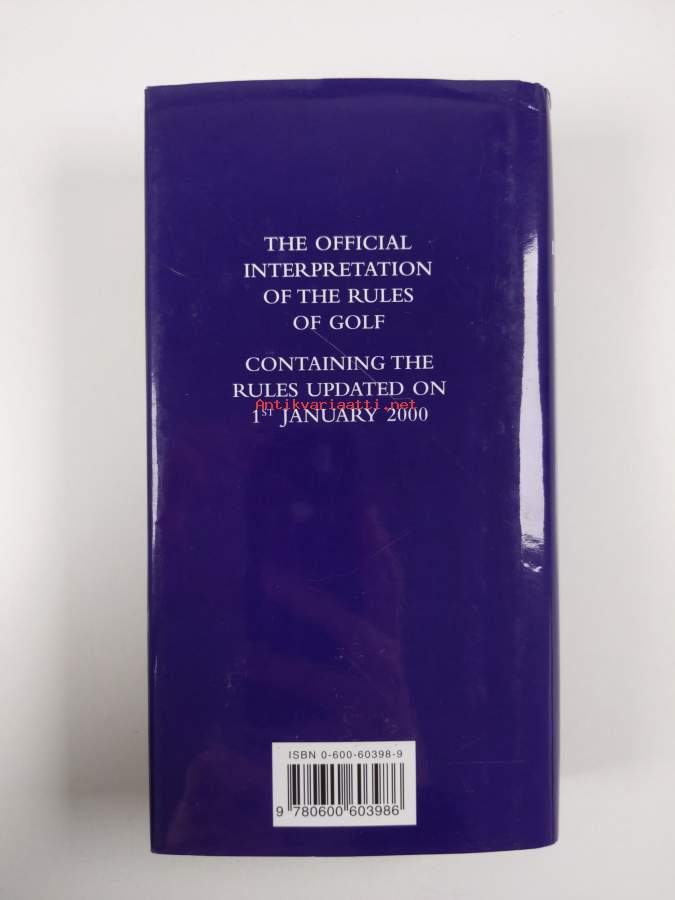 THE OFFICIAL
INTERPRETATION
OF THE RULES
OF GOLF
CONTAINING THE
RULES UPDATED ON
Antikvariaatti.net
1ST JANUARY 2000
ISBN 0-600-60398-9
9 780600 603986